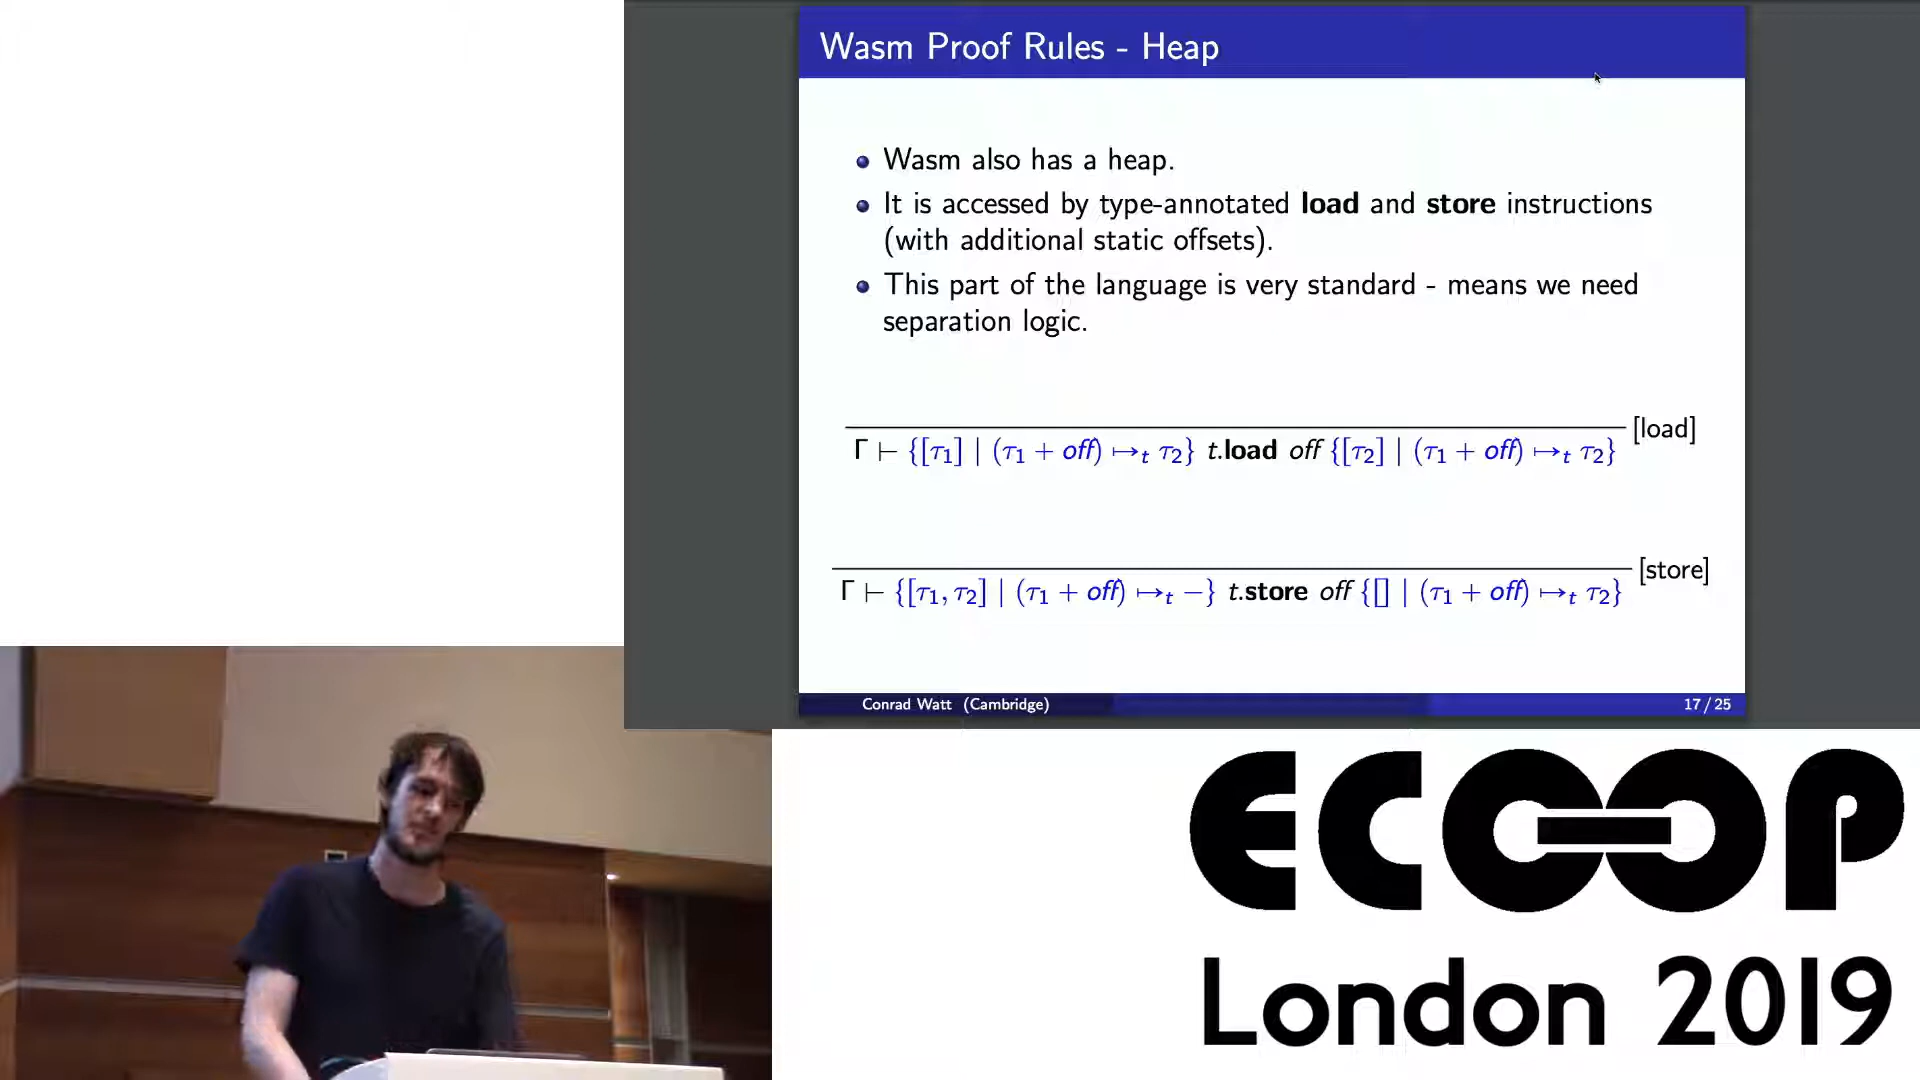 Wasm Proof Rules - Heap
Wasm also has a heap.
It is accessed by type-annotated load and store instructions
(with additional static offsets).
This part of the language is very standard - means we need
separation logic.
[load]
Γ ⊢ {[τ₁] | (τ₁ + off) ↦ₜ τ₂} t.load off {[τ₂] | (τ₁ + off) ↦ₜ τ₂}
[store]
Γ ⊢ {[τ₁, τ₂] | (τ₁ + off) ↦ₜ −} t.store off {[] | (τ₁ + off) ↦ₜ τ₂}
Conrad Watt (Cambridge) 17 / 25
ECOOP
London 2019